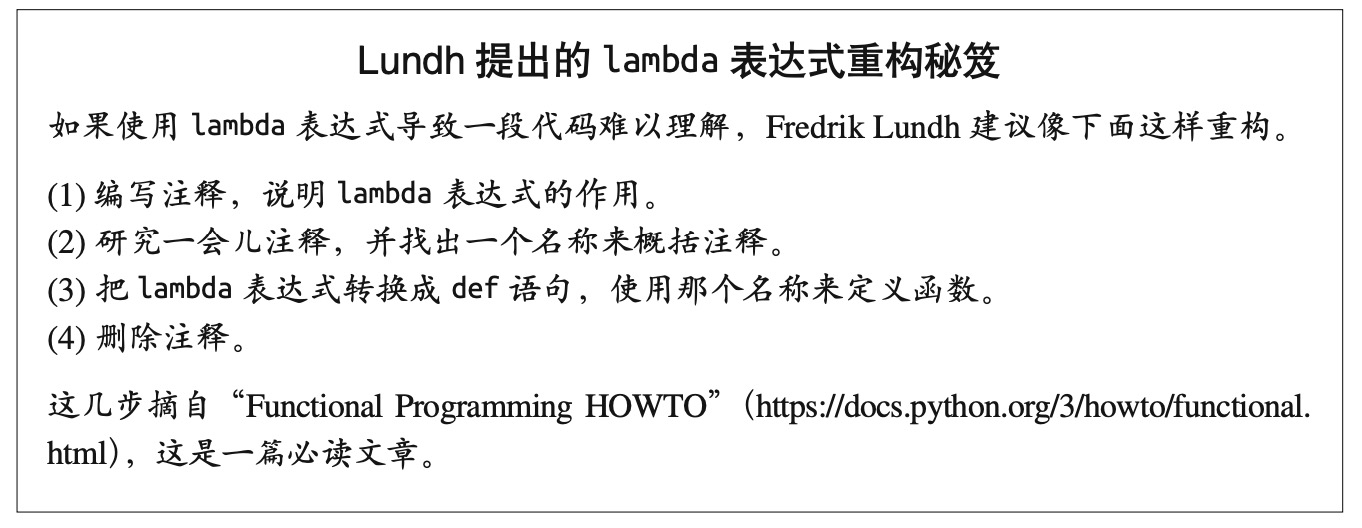 Lundh 提出的 lambda 表达式重构秘笈
如果使用 lambda 表达式导致一段代码难以理解，Fredrik Lundh 建议像下面这样重构。
(1) 编写注释，说明 lambda 表达式的作用。
(2) 研究一会儿注释，并找出一个名称来概括注释。
(3) 把 lambda 表达式转换成 def 语句，使用那个名称来定义函数。
(4) 删除注释。
这几步摘自“Functional Programming HOWTO”（https://docs.python.org/3/howto/functional.
html），这是一篇必读文章。